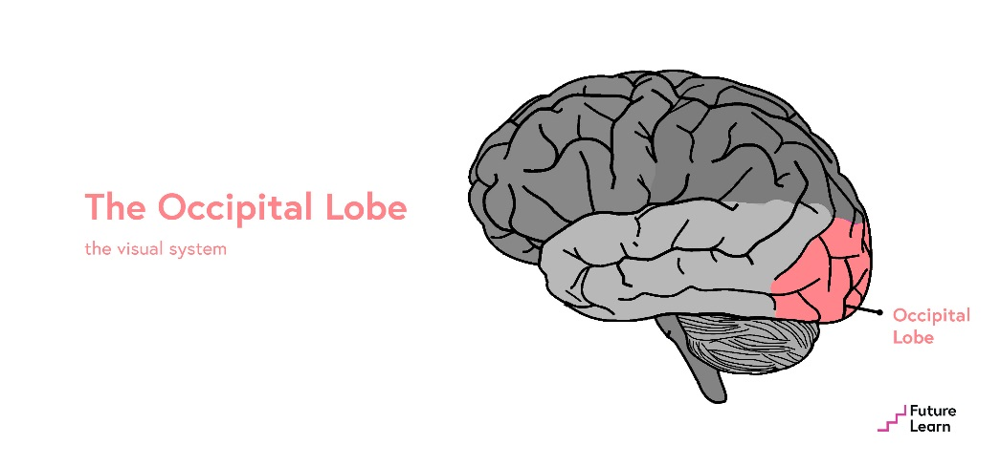 The Occipital Lobe
the visual system
Occipital
Lobe
Future
Learn